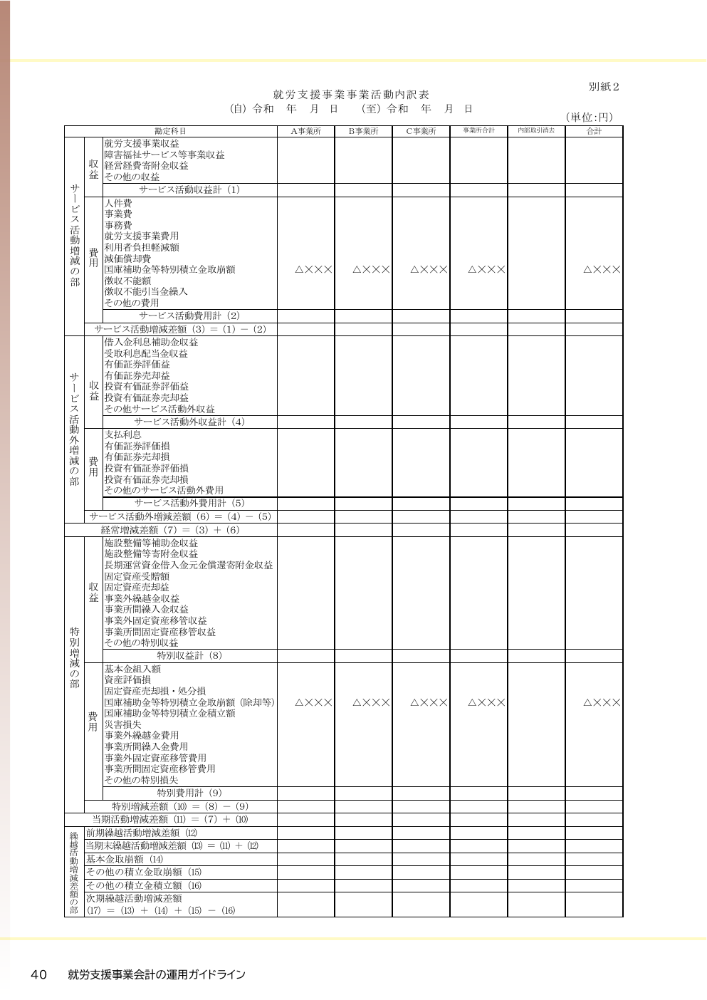 別紙２
就労支援事業事業活動内訳表
（自）令和　年　月　日　　（至）令和　年　月　日
（単位：円）
勘定科目　A事業所　B事業所　C事業所　事業所合計　内部取引消去　合計
サービス活動増減の部
収益
就労支援事業収益
障害福祉サービス等事業収益
経営経費寄附金収益
その他の収益
サービス活動収益計（1）
費用
人件費
事業費
事務費
就労支援事業費用
利用者負担軽減額
減価償却費
国庫補助金等特別積立金取崩額　△×××　△×××　△×××　△×××　△×××
徴収不能額
徴収不能引当金繰入
その他の費用
サービス活動費用計（2）
サービス活動増減差額（3）＝（1）－（2）
サービス活動外増減の部
収益
借入金利息補助金収益
受取利息配当金収益
有価証券評価益
有価証券売却益
投資有価証券評価益
投資有価証券売却益
その他サービス活動外収益
サービス活動外収益計（4）
費用
支払利息
有価証券評価損
有価証券売却損
投資有価証券評価損
投資有価証券売却損
その他のサービス活動外費用
サービス活動外費用計（5）
サービス活動外増減差額（6）＝（4）－（5）
経常増減差額（7）＝（3）＋（6）
特別増減の部
収益
施設整備等補助金収益
施設整備等寄附金収益
長期運営資金借入金元金償還寄附金収益
固定資産受贈額
固定資産売却益
事業外繰越金収益
事業所間繰入金収益
事業外固定資産移管収益
事業所間固定資産移管収益
その他の特別収益
特別収益計（8）
費用
基本金組入額
資産評価損
固定資産売却損・処分損
国庫補助金等特別積立金取崩額（除却等）　△×××　△×××　△×××　△×××　△×××
国庫補助金等特別積立金積立額
災害損失
事業外繰越金費用
事業所間繰入金費用
事業外固定資産移管費用
事業所間固定資産移管費用
その他の特別損失
特別費用計（9）
特別増減差額（10）＝（8）－（9）
当期活動増減差額（11）＝（7）＋（10）
繰越活動増減差額の部
前期繰越活動増減差額（12）
当期末繰越活動増減差額（13）＝（11）＋（12）
基本金取崩額（14）
その他の積立金取崩額（15）
その他の積立金積立額（16）
次期繰越活動増減差額
（17）＝（13）＋（14）＋（15）－（16）
40　就労支援事業会計の運用ガイドライン